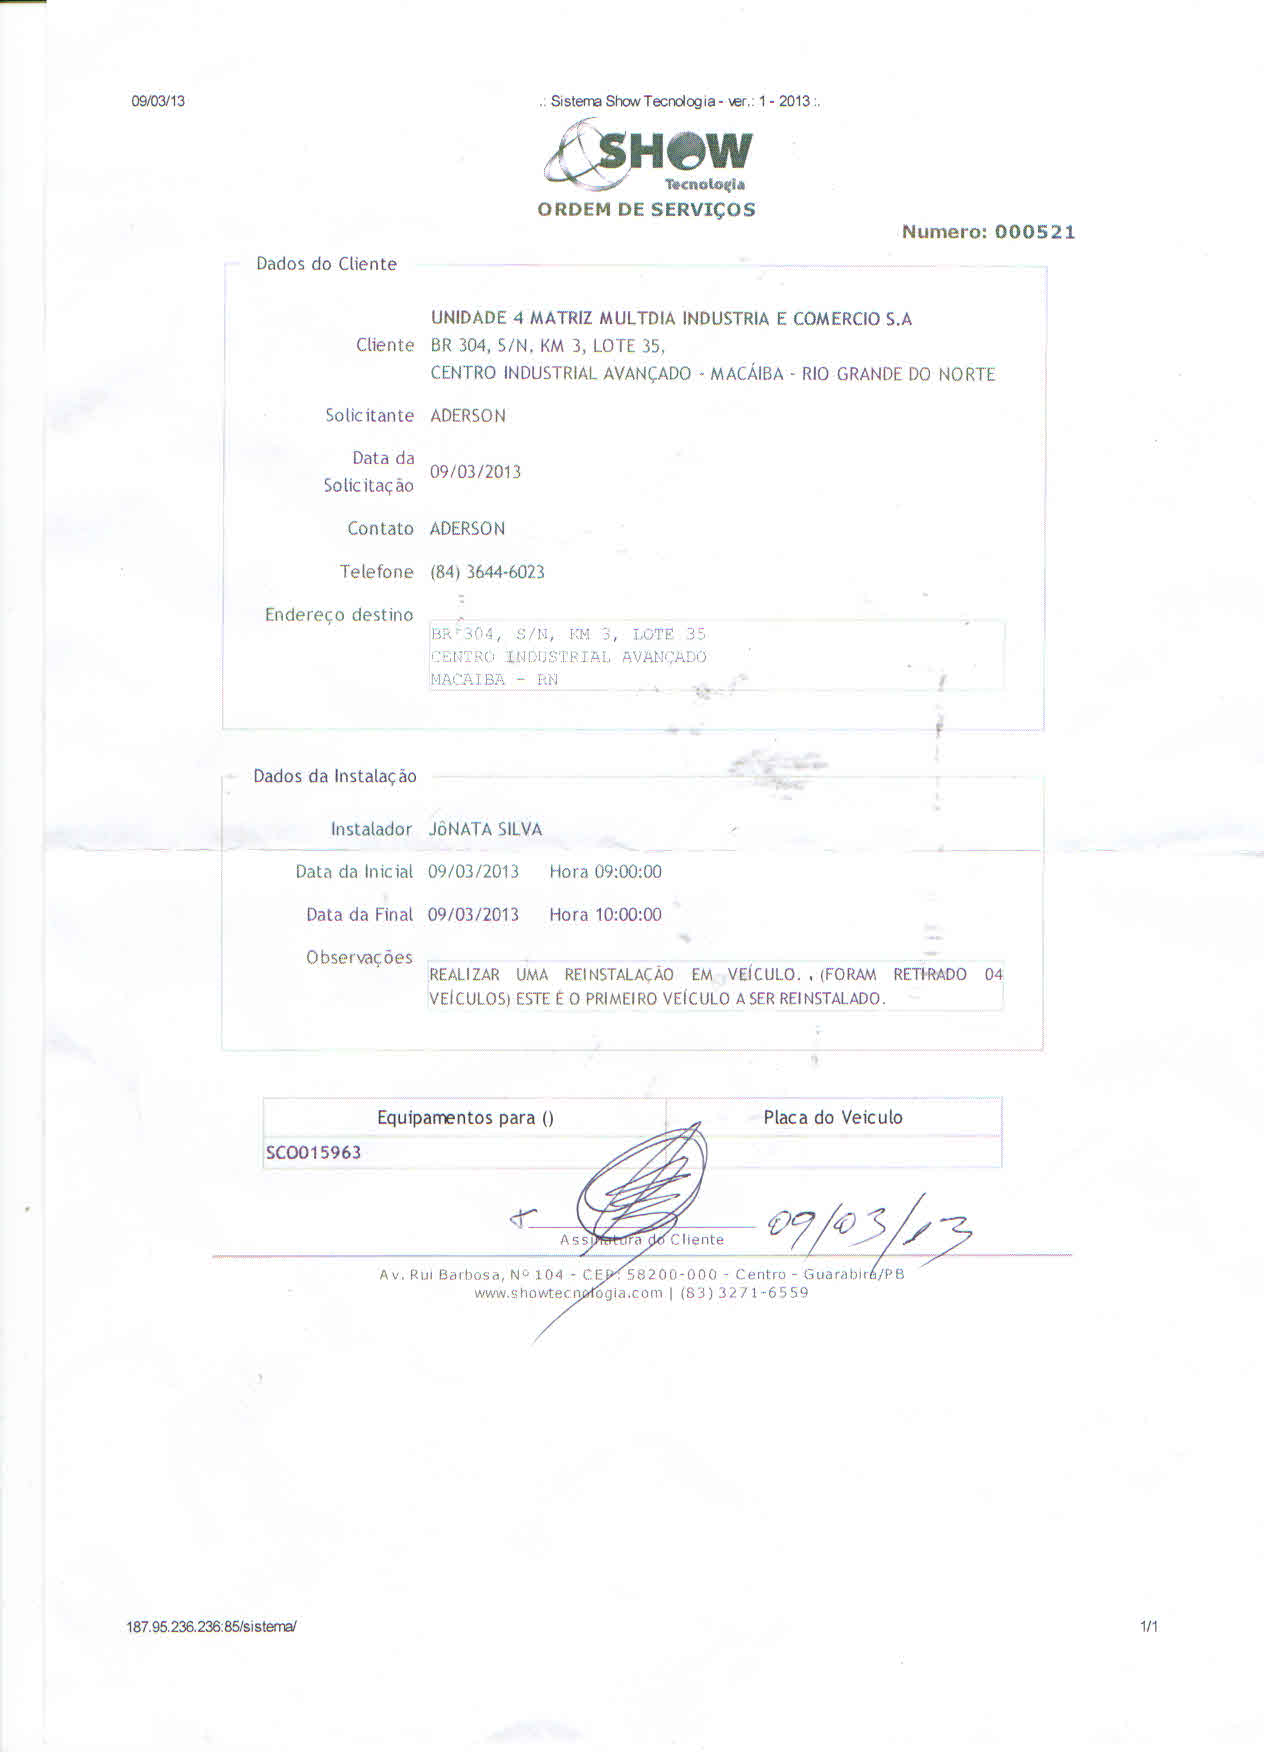 09/03/13
.: Sistema Show Tecnologia - ver.: 1 - 2013 :.
SHOW
Tecnologia
ORDEM DE SERVIÇOS
Numero: 000521
Dados do Cliente
UNIDADE 4 MATRIZ MULTDIA INDUSTRIA E COMERCIO S.A
Cliente BR 304, S/N, KM 3, LOTE 35,
CENTRO INDUSTRIAL AVANÇADO - MACÁIBA - RIO GRANDE DO NORTE
Solicitante ADERSON
Data da Solicitação 09/03/2013
Contato ADERSON
Telefone (84) 3644-6023
Endereço destino
BR 304, S/N, KM 3, LOTE 35
CENTRO INDUSTRIAL AVANÇADO
MACAIBA - RN
Dados da Instalação
Instalador JôNATA SILVA
Data da Inicial 09/03/2013 Hora 09:00:00
Data da Final 09/03/2013 Hora 10:00:00
Observações
REALIZAR UMA REINSTALAÇÃO EM VEÍCULO. . (FORAM RETIRADO 04
VEÍCULOS) ESTE É O PRIMEIRO VEÍCULO A SER REINSTALADO.
Equipamentos para () Placa do Veiculo
SCO015963
09/03/13
Assinatura do Cliente
Av. Rui Barbosa, Nº 104 - CEP: 58200-000 - Centro - Guarabira/PB
www.showtecnologia.com | (83) 3271-6559
187.95.236.236:85/sistema/ 1/1